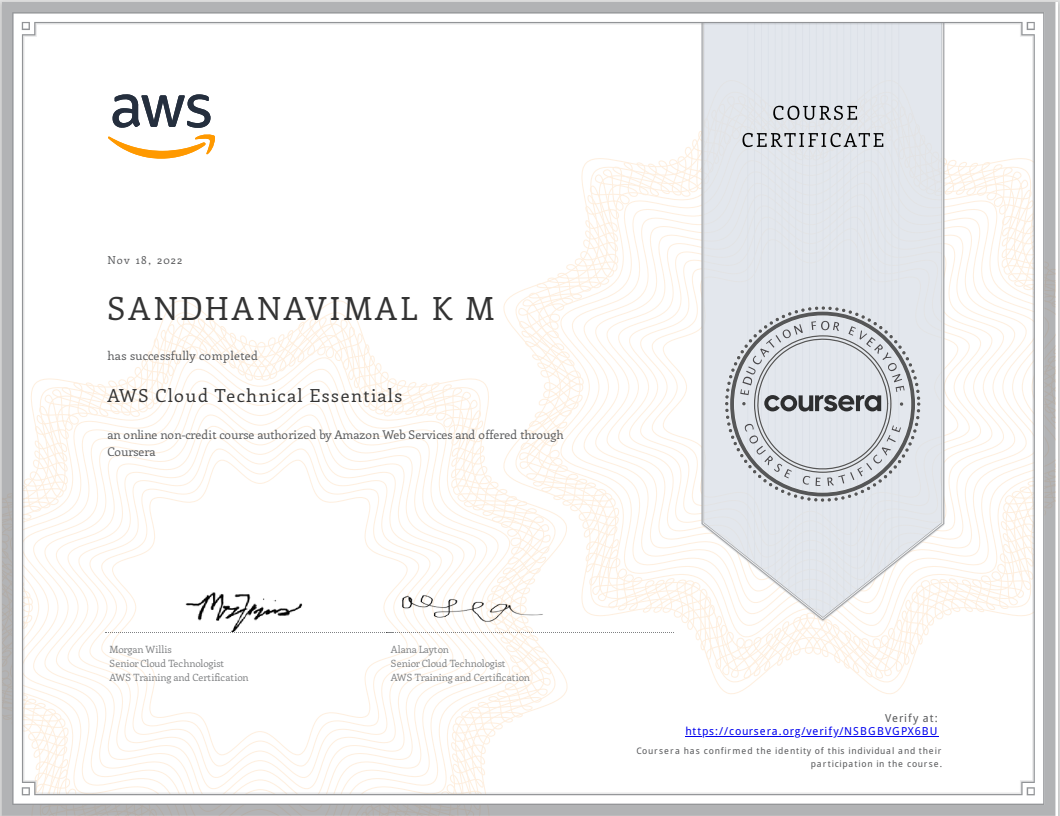 aws
COURSE
CERTIFICATE
Nov 18, 2022
SANDHANAVIMAL K M
has successfully completed
AWS Cloud Technical Essentials
an online non-credit course authorized by Amazon Web Services and offered through
Coursera
EDUCATION FOR EVERYONE
coursera
COURSE CERTIFICATE
Morgan Willis
Senior Cloud Technologist
AWS Training and Certification
Alana Layton
Senior Cloud Technologist
AWS Training and Certification
Verify at:
https://coursera.org/verify/NSBGBVGPX6BU
Coursera has confirmed the identity of this individual and their
participation in the course.